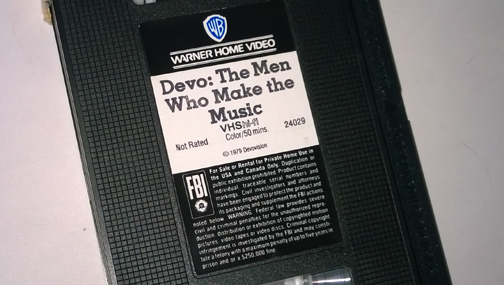 WB
WARNER HOME VIDEO
Devo: The Men
Who Make the
Music
VHS hi-fi
Not Rated Color/50 mins. 24029
© 1979 Devovision
FBI
For Sale or Rental for Private Home Use in
the USA and Canada Only. Duplication or
public exhibition prohibited. Product contains
individual, traceable serial numbers and
markings. Civil investigators and attorneys
have been engaged to protect the product and
its packaging and supplement the FBI actions
noted below. WARNING: Federal law provides severe
civil and criminal penalties for the unauthorized repro-
duction, distribution or exhibition of copyrighted motion
pictures, video tapes or video discs. Criminal copyright
infringement is investigated by the FBI and may consti-
tute a felony with a maximum penalty of up to five years in
prison and or a $250,000 fine.